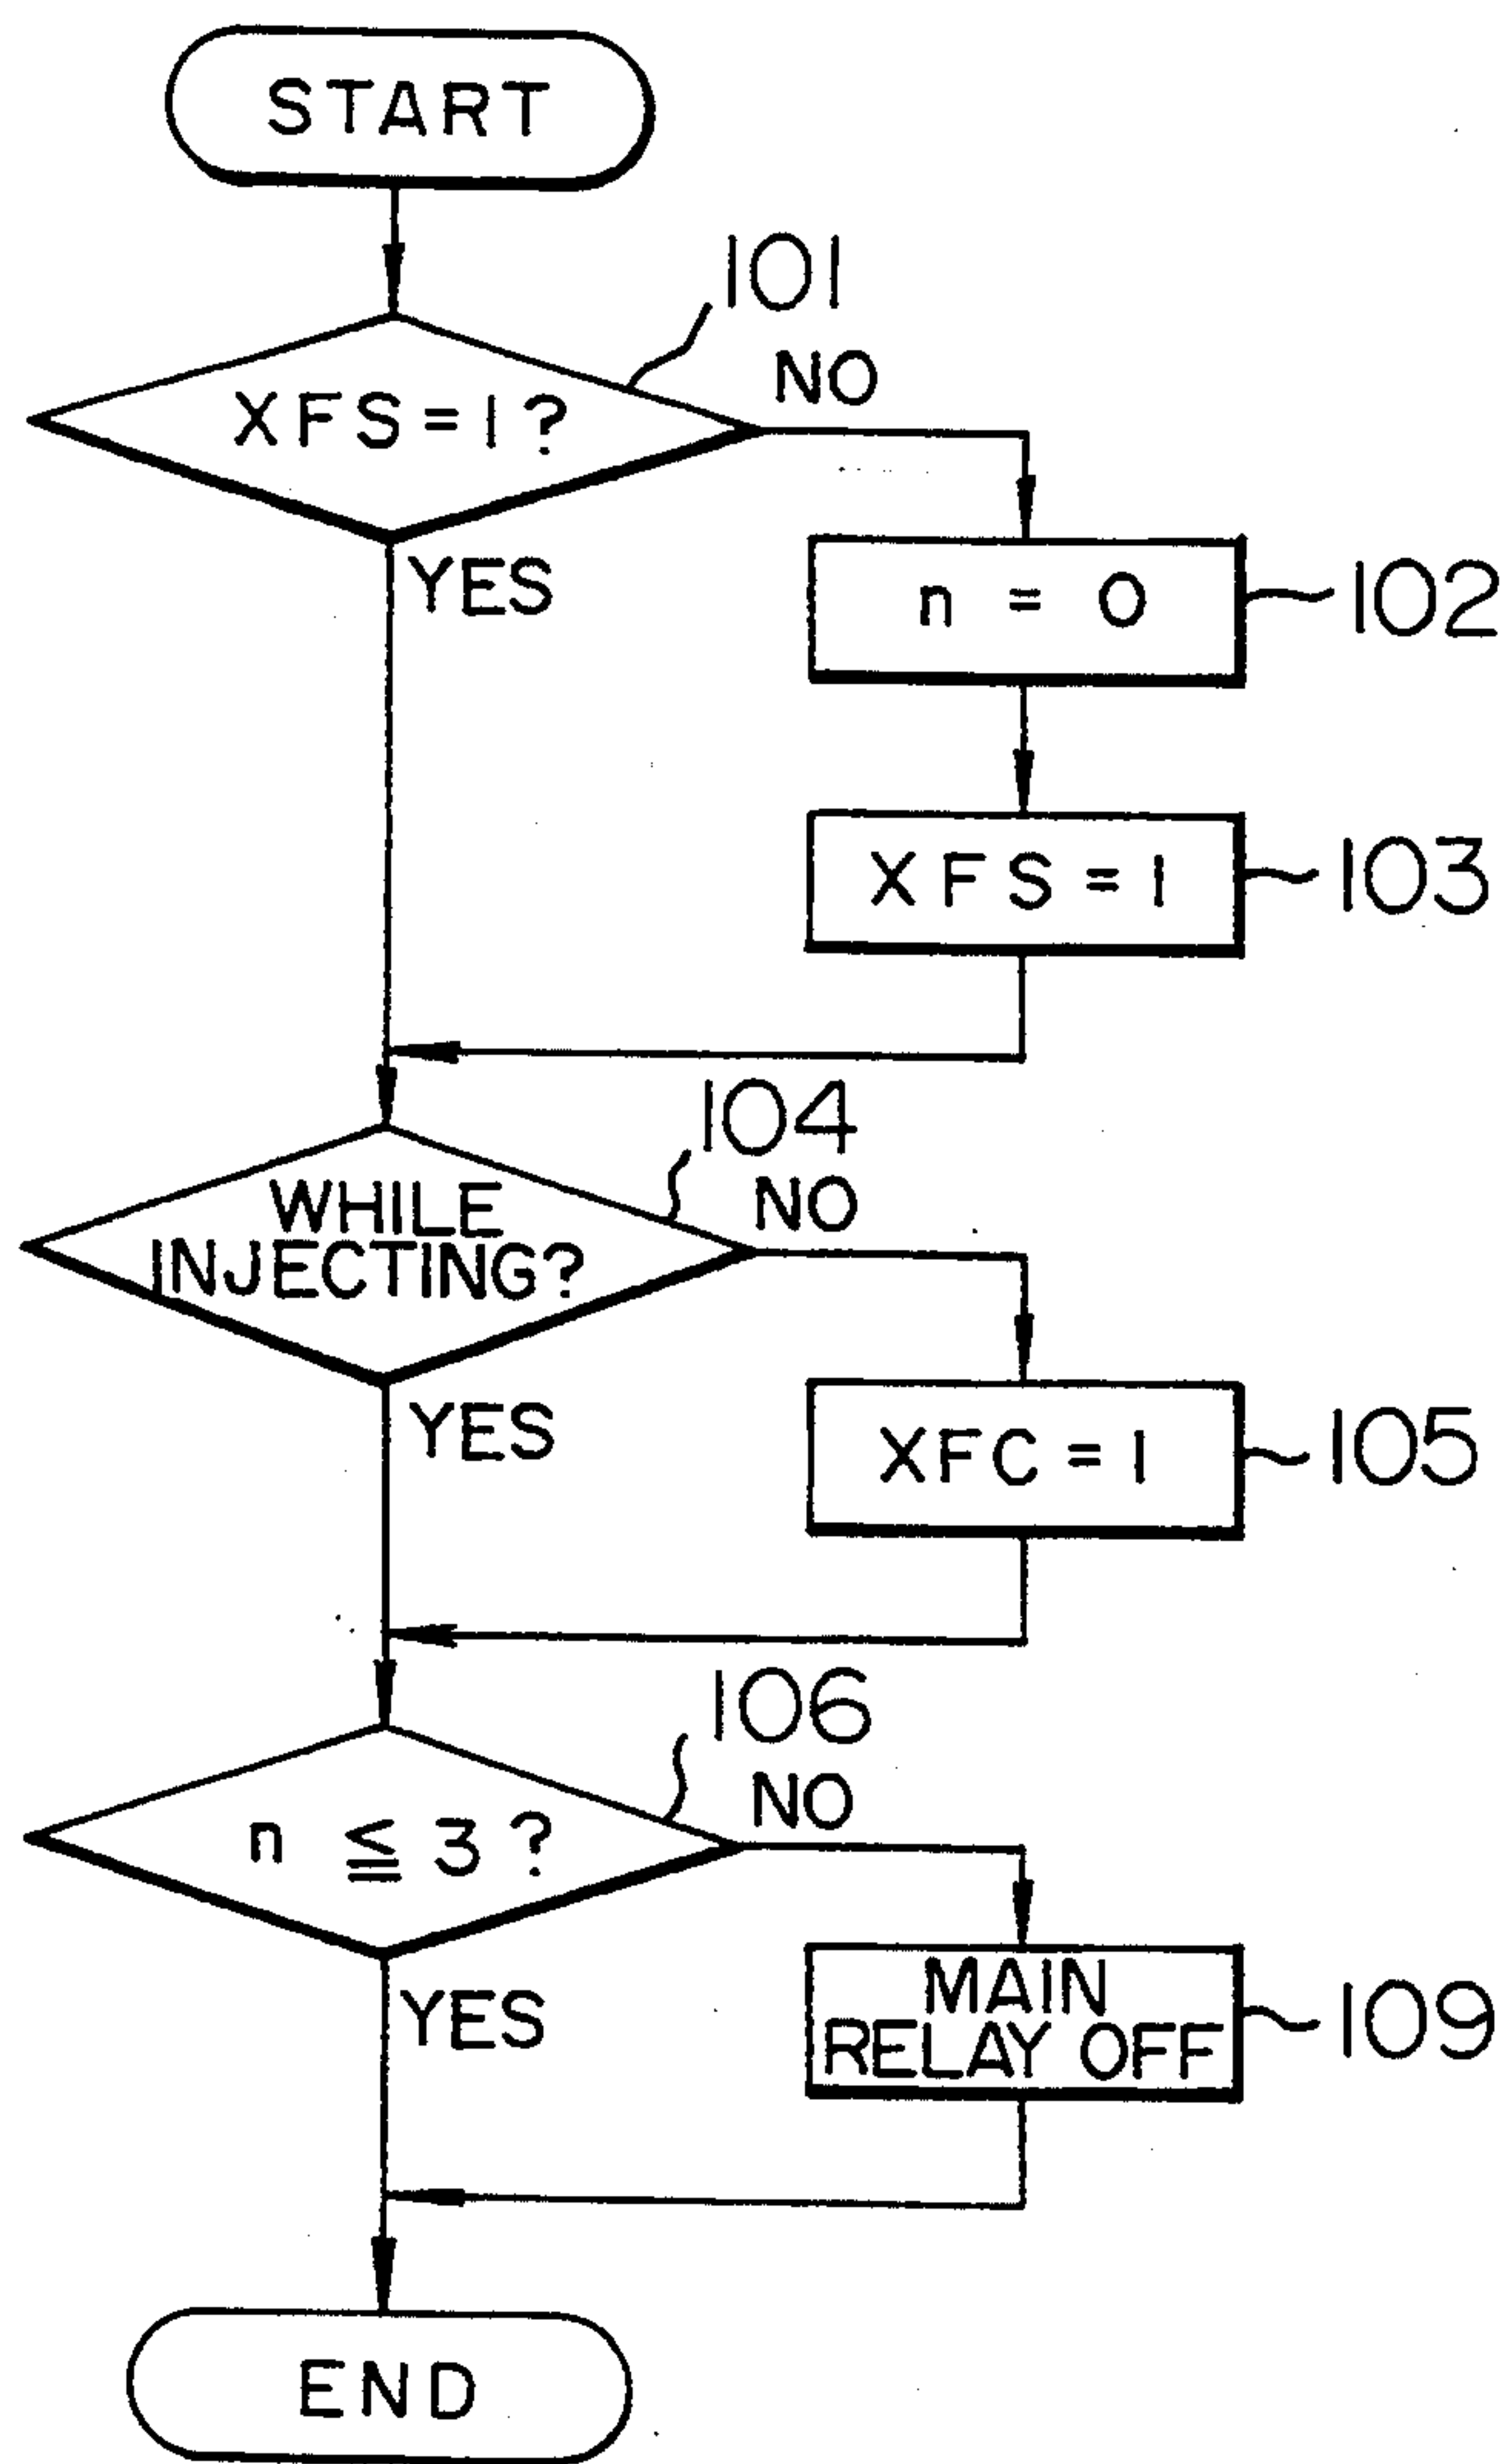 START
101
XFS=1?
NO
YES
n = 0
102
XFS=1
103
104
WHILE
INJECTING?
NO
YES
XFC=1
105
106
n ≦ 3?
NO
YES
MAIN
RELAY OFF
109
END